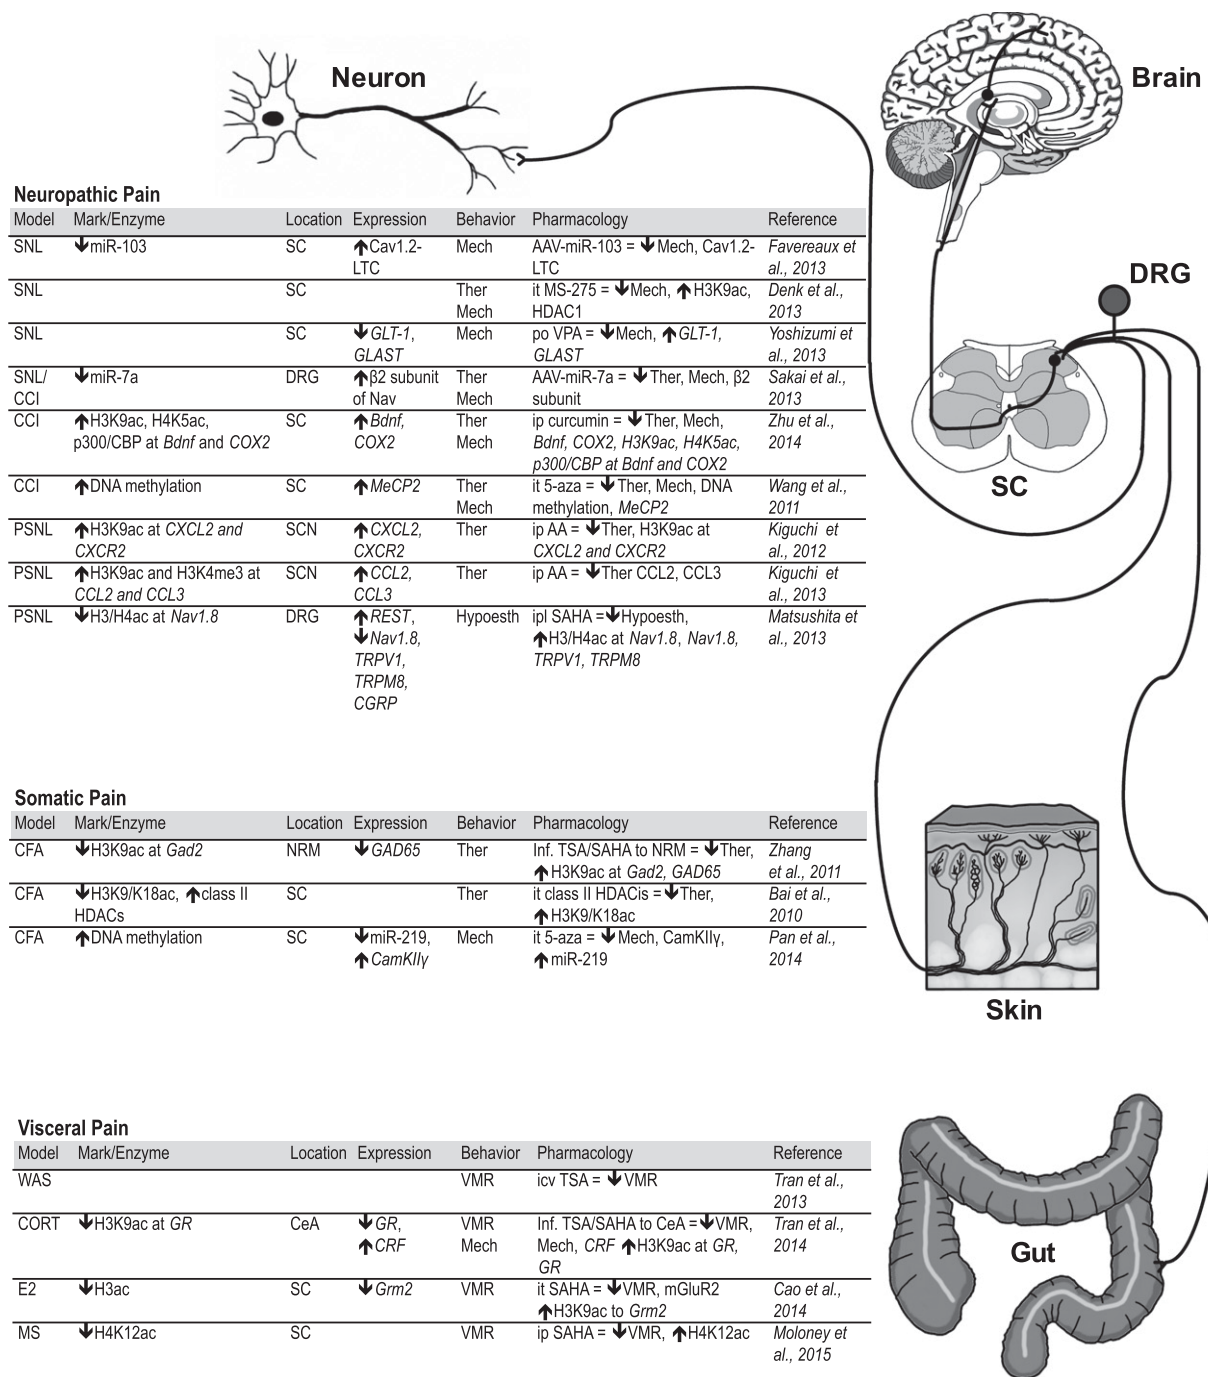 Neuron
Brain
Neuropathic Pain
Model Mark/Enzyme Location Expression Behavior Pharmacology Reference
SNL ↓miR-103 SC ↑Cav1.2- Mech AAV-miR-103 = ↓ Mech, Cav1.2- Favereaux et
LTC LTC al., 2013
SNL SC Ther it MS-275 = ↓Mech, ↑H3K9ac, Denk et al.,
Mech HDAC1 2013
SNL SC ↓ GLT-1, Mech po VPA = ↓Mech, ↑GLT-1, Yoshizumi et
GLAST GLAST al., 2013
SNL/ ↓miR-7a DRG ↑β2 subunit Ther AAV-miR-7a = ↓ Ther, Mech, β2 Sakai et al.,
CCI of Nav Mech subunit 2013
CCI ↑H3K9ac, H4K5ac, SC ↑Bdnf, Ther ip curcumin = ↓Ther, Mech, Zhu et al.,
p300/CBP at Bdnf and COX2 COX2 Mech Bdnf, COX2, H3K9ac, H4K5ac, 2014
p300/CBP at Bdnf and COX2
CCI ↑DNA methylation SC ↑MeCP2 Ther it 5-aza = ↓ Ther, Mech, DNA Wang et al.,
Mech methylation, MeCP2 2011
PSNL ↑H3K9ac at CXCL2 and SCN ↑CXCL2, Ther ip AA = ↓Ther, H3K9ac at Kiguchi et
CXCR2 CXCR2 CXCL2 and CXCR2 al., 2012
PSNL ↑H3K9ac and H3K4me3 at SCN ↑CCL2, Ther ip AA = ↓Ther CCL2, CCL3 Kiguchi et
CCL2 and CCL3 CCL3 al., 2013
PSNL ↓H3/H4ac at Nav1.8 DRG ↑REST, Hypoesth ipl SAHA =↓Hypoesth, Matsushita et
↓Nav1.8, ↑H3/H4ac at Nav1.8, Nav1.8, al., 2013
TRPV1, TRPV1, TRPM8
TRPM8,
CGRP
DRG
SC
Somatic Pain
Model Mark/Enzyme Location Expression Behavior Pharmacology Reference
CFA ↓H3K9ac at Gad2 NRM ↓ GAD65 Ther Inf. TSA/SAHA to NRM = ↓Ther, Zhang
↑H3K9ac at Gad2, GAD65 et al., 2011
CFA ↓H3K9/K18ac, ↑class II SC Ther it class II HDACis = ↓Ther, Bai et al.,
HDACs ↑H3K9/K18ac 2010
CFA ↑DNA methylation SC ↓miR-219, Mech it 5-aza = ↓ Mech, CamKIIγ, Pan et al.,
↑CamKIIγ ↑miR-219 2014
Skin
Visceral Pain
Model Mark/Enzyme Location Expression Behavior Pharmacology Reference
WAS VMR icv TSA = ↓VMR Tran et al.,
2013
CORT ↓H3K9ac at GR CeA ↓GR, VMR Inf. TSA/SAHA to CeA =↓VMR, Tran et al.,
↑CRF Mech Mech, CRF ↑H3K9ac at GR, 2014
GR
E2 ↓H3ac SC ↓Grm2 VMR it SAHA = ↓VMR, mGluR2 Cao et al.,
↑H3K9ac to Grm2 2014
MS ↓H4K12ac SC VMR ip SAHA = ↓VMR, ↑H4K12ac Moloney et
al., 2015
Gut